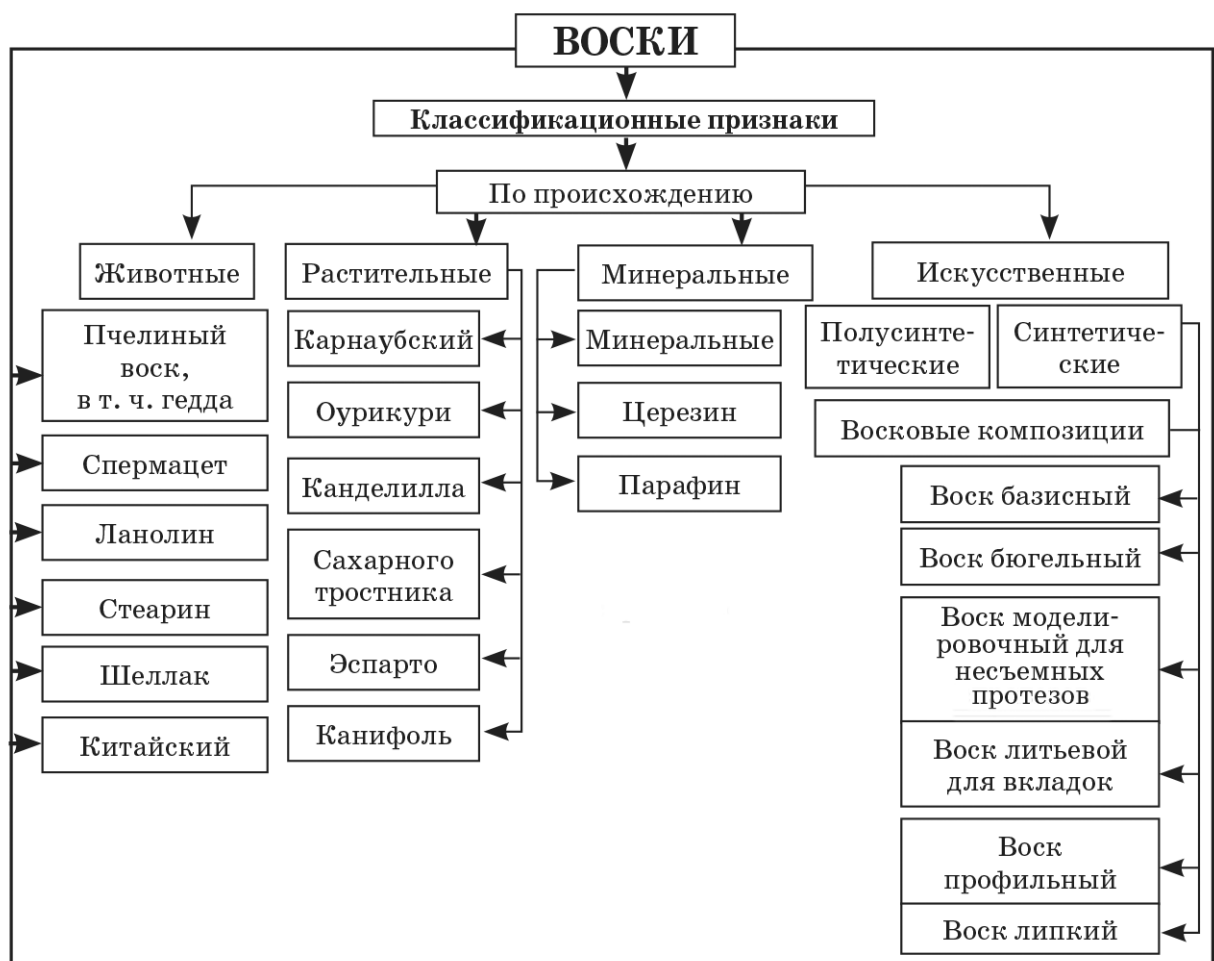 ВОСКИ
Классификационные признаки
По происхождению
Животные
Пчелиный
воск,
в т. ч. гедда
Спермацет
Ланолин
Стеарин
Шеллак
Китайский
Растительные
Карнаубский
Оурикури
Канделилла
Сахарного
тростника
Эспарто
Канифоль
Минеральные
Минеральные
Церезин
Парафин
Искусственные
Полусинте-
тические
Синтетиче-
ские
Восковые композиции
Воск базисный
Воск бюгельный
Воск модели-
ровочный для
несъемных
протезов
Воск литьевой
для вкладок
Воск
профильный
Воск липкий